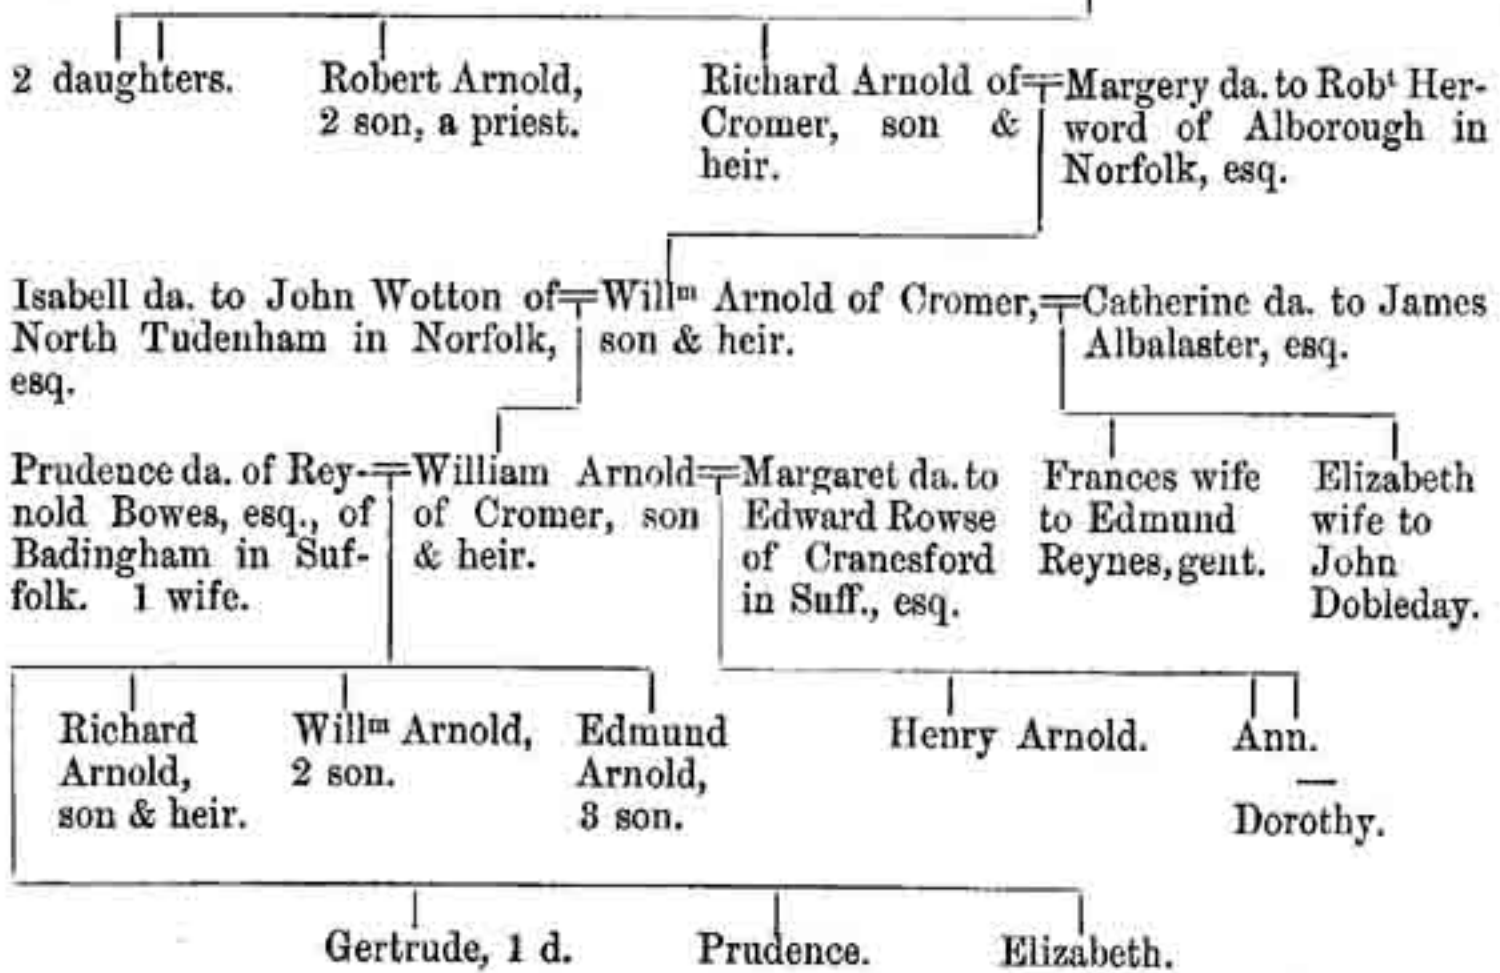 2 daughters.
Robert Arnold,
2 son, a priest.
Richard Arnold of
Cromer, son &
heir.
Margery da. to Robᵗ Her-
word of Alborough in
Norfolk, esq.
Isabell da. to John Wotton of
North Tudenham in Norfolk,
esq.
Willᵐ Arnold of Cromer,
son & heir.
Catherine da. to James
Albalaster, esq.
Prudence da. of Rey-
nold Bowes, esq., of
Badingham in Suf-
folk. 1 wife.
William Arnold
of Cromer, son
& heir.
Margaret da. to
Edward Rowse
of Cranesford
in Suff., esq.
Frances wife
to Edmund
Reynes, gent.
Elizabeth
wife to
John
Dobleday.
Richard
Arnold,
son & heir.
Willᵐ Arnold,
2 son.
Edmund
Arnold,
3 son.
Henry Arnold.
Ann.
—
Dorothy.
Gertrude, 1 d.
Prudence.
Elizabeth.